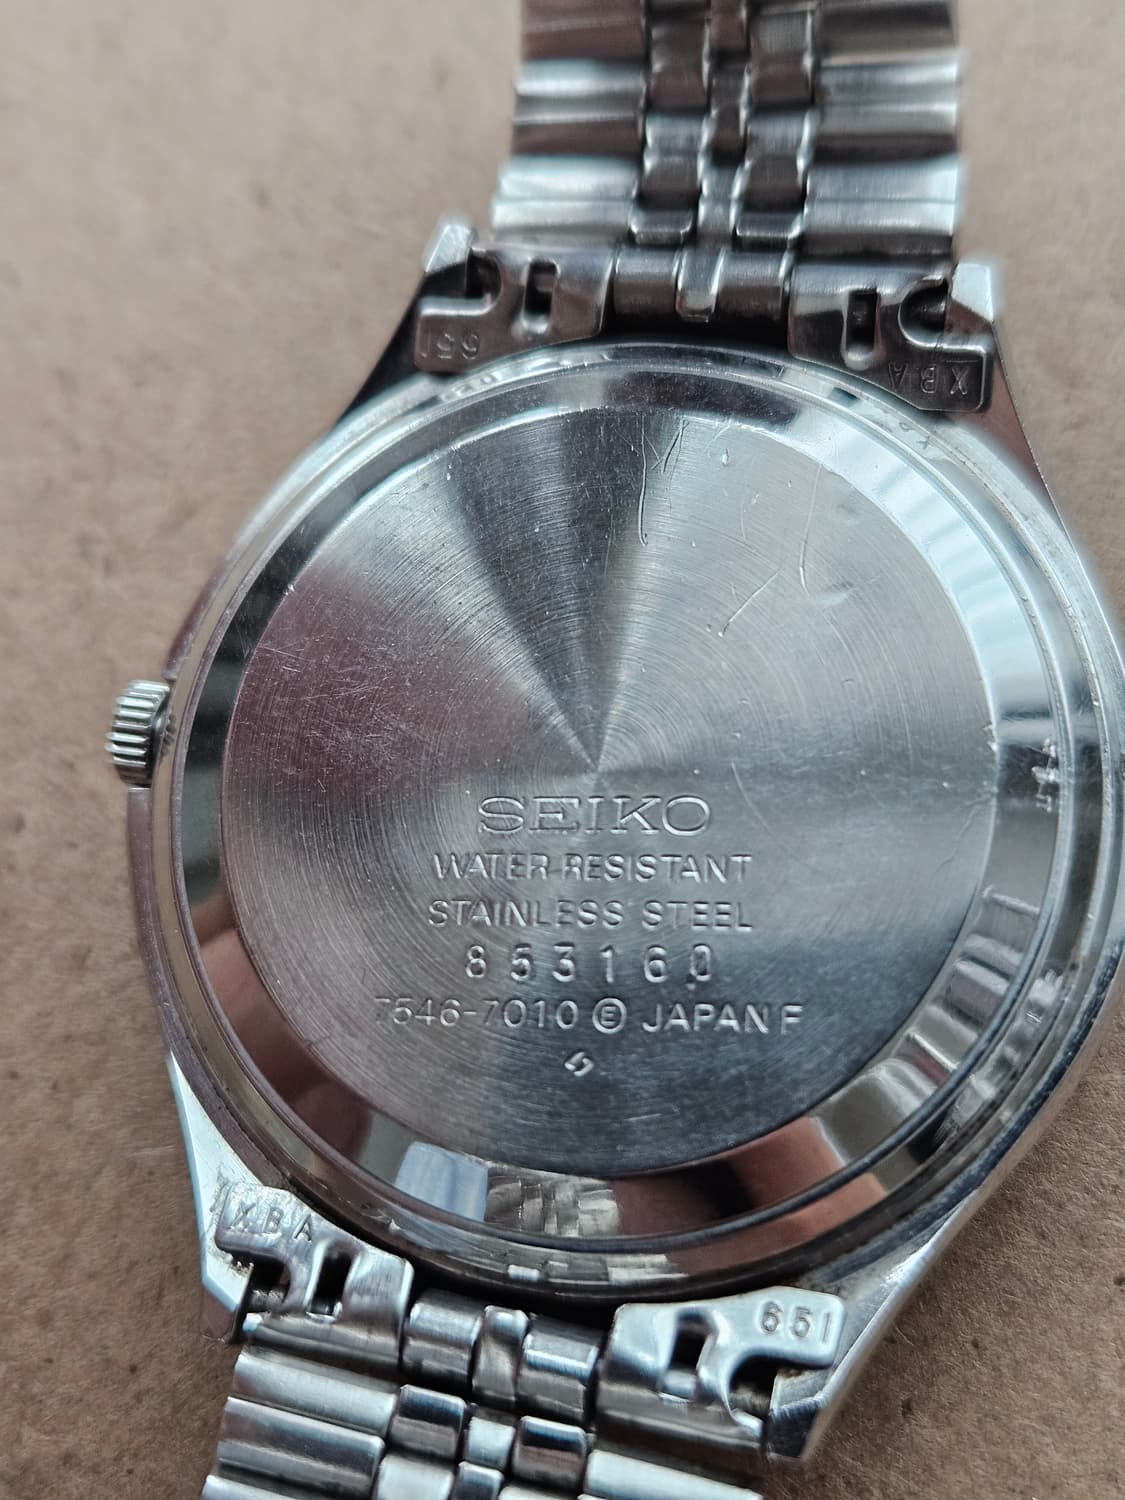 651
XBA
SEIKO
WATER RESISTANT
STAINLESS STEEL
853160
7546-7010 Ⓔ JAPAN F
XBA
651